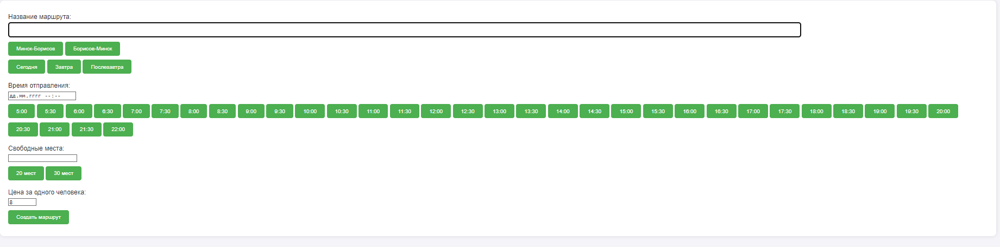 Название маршрута:
Минск-Борисов Борисов-Минск
Сегодня Завтра Послезавтра
Время отправления:
дд.мм.гггг --:--
5:00 5:30 6:00 6:30 7:00 7:30 8:00 8:30 9:00 9:30 10:00 10:30 11:00 11:30 12:00 12:30 13:00 13:30 14:00 14:30 15:00 15:30 16:00 16:30 17:00 17:30 18:00 18:30 19:00 19:30 20:00
20:30 21:00 21:30 22:00
Свободные места:
20 мест 30 мест
Цена за одного человека:
8
Создать маршрут